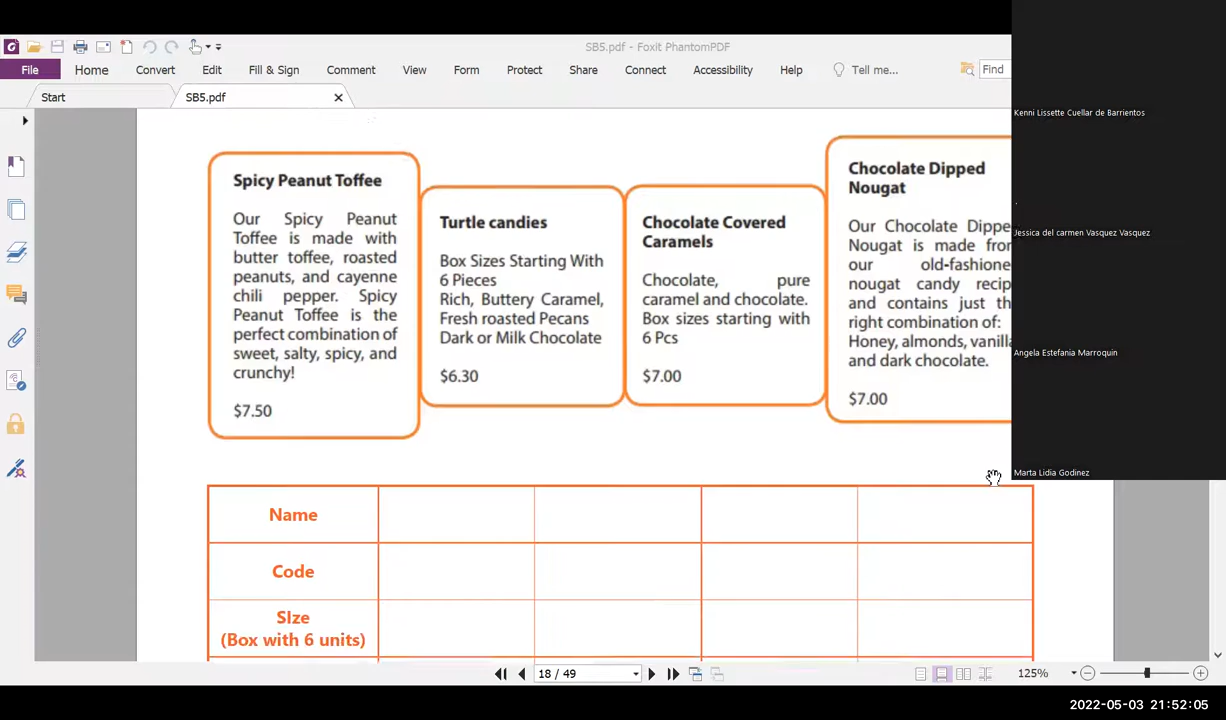 SB5.pdf - Foxit PhantomPDF
File Home Convert Edit Fill & Sign Comment View Form Protect Share Connect Accessibility Help Tell me... Find
Start SB5.pdf
Spicy Peanut Toffee
Our Spicy Peanut
Toffee is made with
butter toffee, roasted
peanuts, and cayenne
chili pepper. Spicy
Peanut Toffee is the
perfect combination of
sweet, salty, spicy, and
crunchy!
$7.50
Turtle candies
Box Sizes Starting With
6 Pieces
Rich, Buttery Caramel,
Fresh roasted Pecans
Dark or Milk Chocolate
$6.30
Chocolate Covered
Caramels
Chocolate, pure
caramel and chocolate.
Box sizes starting with
6 Pcs
$7.00
Chocolate Dipped
Nougat
Our Chocolate Dippe
Nougat is made fron
our old-fashione
nougat candy recip
and contains just th
right combination of:
Honey, almonds, vanilla
and dark chocolate.
$7.00
Kenni Lissette Cuellar de Barrientos
Jessica del carmen Vasquez Vasquez
Angela Estefania Marroquin
Marta Lidia Godinez
Name
Code
SIze
(Box with 6 units)
18 / 49
125%
2022-05-03 21:52:05